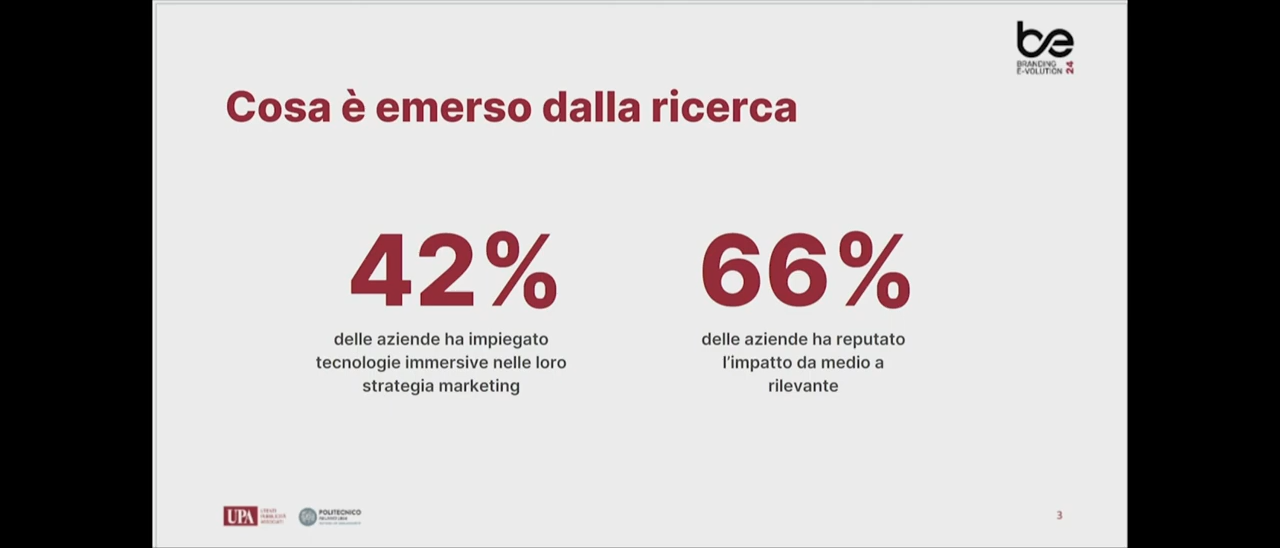 be
BRANDING
E-VOLUTION 24
Cosa è emerso dalla ricerca
42%
delle aziende ha impiegato
tecnologie immersive nelle loro
strategia marketing
66%
delle aziende ha reputato
l'impatto da medio a
rilevante
UPA
POLITECNICO
3